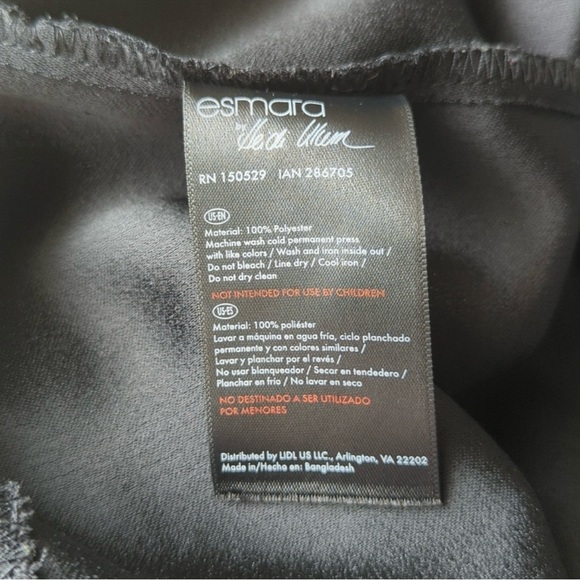 esmara
by Heidi Klum
RN 150529 IAN 286705
US-EN
Material: 100% Polyester
Machine wash cold permanent press
with like colors / Wash and iron inside out /
Do not bleach / Line dry / Cool iron /
Do not dry clean
NOT INTENDED FOR USE BY CHILDREN
US-ES
Material: 100% poliéster
Lavar a máquina en agua fría, ciclo planchado
permanente y con colores similares /
Lavar y planchar por el revés /
No usar blanqueador / Secar en tendedero /
Planchar en frío / No lavar en seco
NO DESTINADO A SER UTILIZADO
POR MENORES
Distributed by LIDL US LLC., Arlington, VA 22202
Made in/Hecho en: Bangladesh